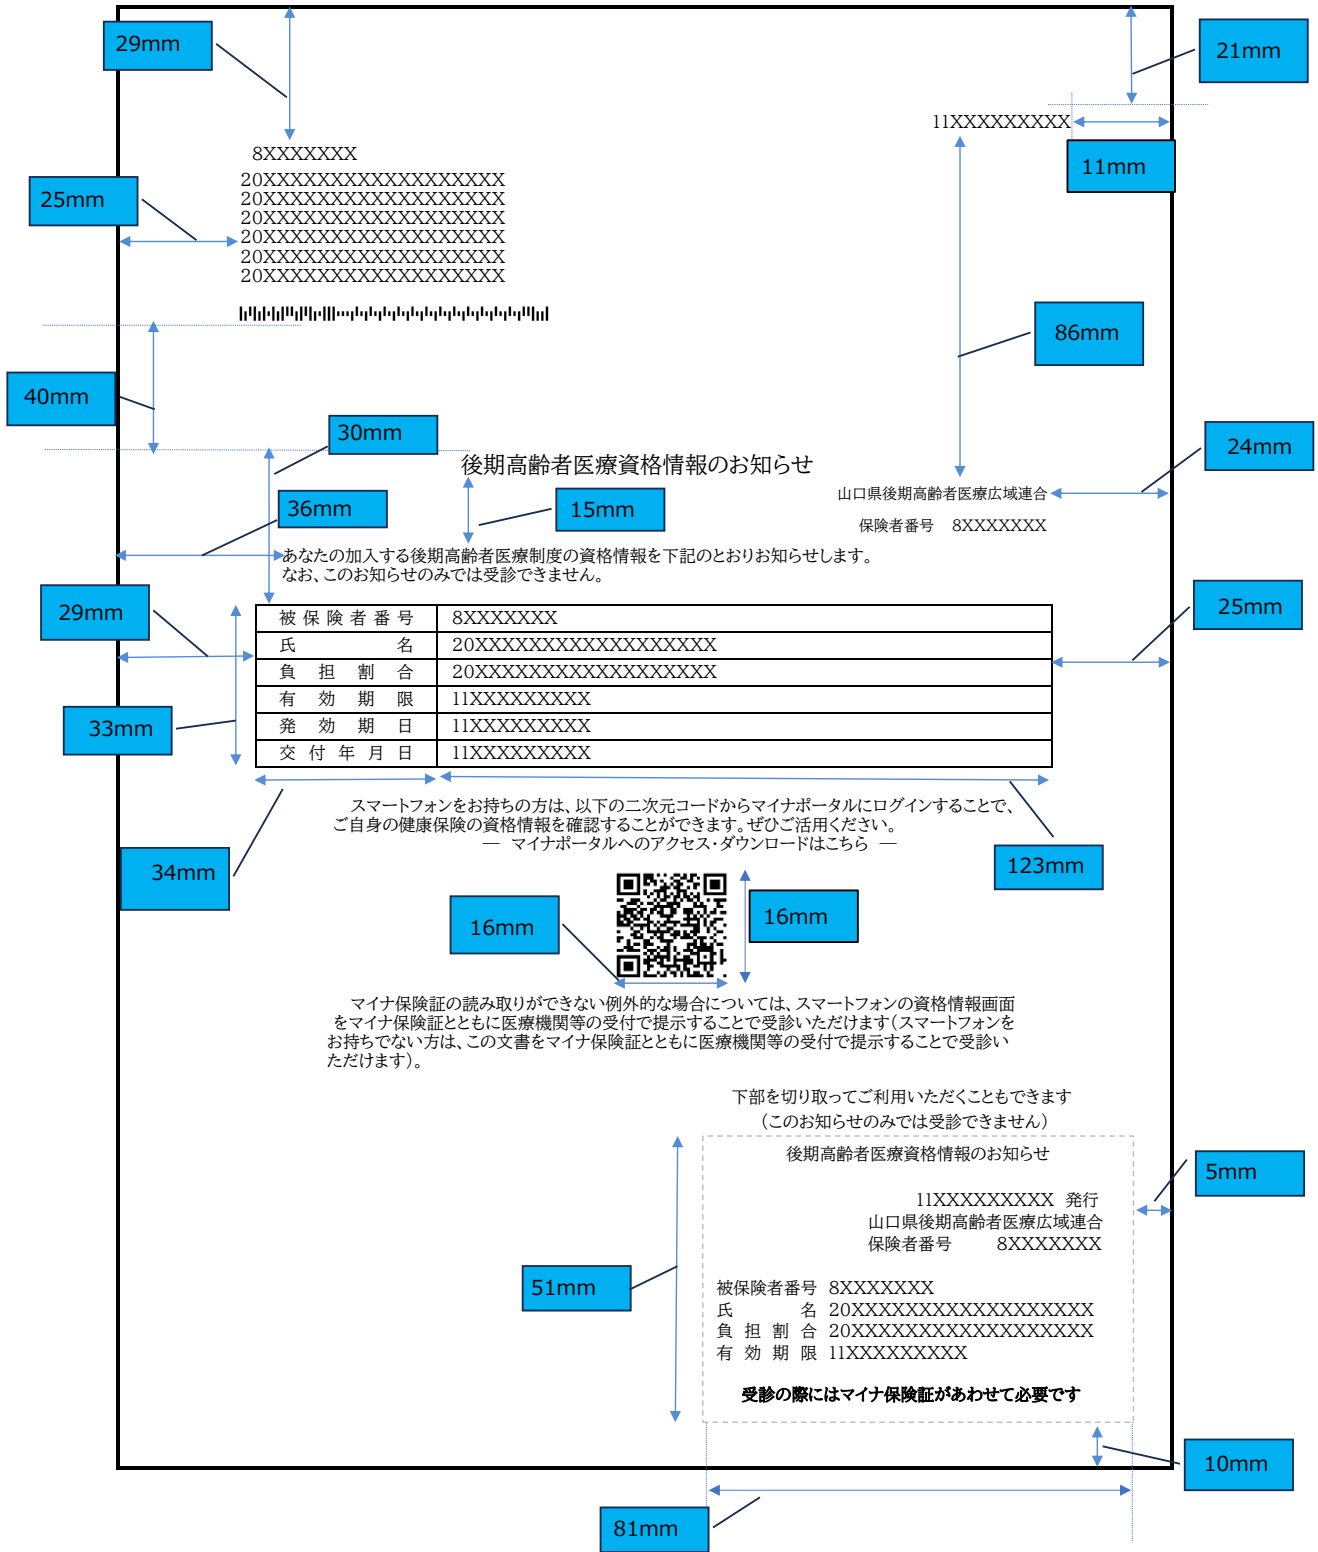 29mm
21mm
11XXXXXXXXX
11mm
8XXXXXXX
20XXXXXXXXXXXXXXXXXX
20XXXXXXXXXXXXXXXXXX
20XXXXXXXXXXXXXXXXXX
20XXXXXXXXXXXXXXXXXX
20XXXXXXXXXXXXXXXXXX
20XXXXXXXXXXXXXXXXXX
25mm
86mm
40mm
30mm
後期高齢者医療資格情報のお知らせ
24mm
36mm
15mm
山口県後期高齢者医療広域連合
保険者番号 8XXXXXXX
あなたの加入する後期高齢者医療制度の資格情報を下記のとおりお知らせします。
なお、このお知らせのみでは受診できません。
29mm
25mm
被保険者番号 8XXXXXXX
氏名 20XXXXXXXXXXXXXXXXXX
負担割合 20XXXXXXXXXXXXXXXXXX
有効期限 11XXXXXXXXX
発効期日 11XXXXXXXXX
交付年月日 11XXXXXXXXX
33mm
スマートフォンをお持ちの方は、以下の二次元コードからマイナポータルにログインすることで、
ご自身の健康保険の資格情報を確認することができます。ぜひご活用ください。
― マイナポータルへのアクセス・ダウンロードはこちら ―
34mm
123mm
16mm
16mm
マイナ保険証の読み取りができない例外的な場合については、スマートフォンの資格情報画面
をマイナ保険証とともに医療機関等の受付で提示することで受診いただけます（スマートフォンを
お持ちでない方は、この文書をマイナ保険証とともに医療機関等の受付で提示することで受診い
ただけます）。
下部を切り取ってご利用いただくこともできます
（このお知らせのみでは受診できません）
後期高齢者医療資格情報のお知らせ
5mm
11XXXXXXXXX 発行
山口県後期高齢者医療広域連合
保険者番号 8XXXXXXX
51mm
被保険者番号 8XXXXXXX
氏名 20XXXXXXXXXXXXXXXXXX
負担割合 20XXXXXXXXXXXXXXXXXX
有効期限 11XXXXXXXXX
受診の際にはマイナ保険証があわせて必要です
10mm
81mm